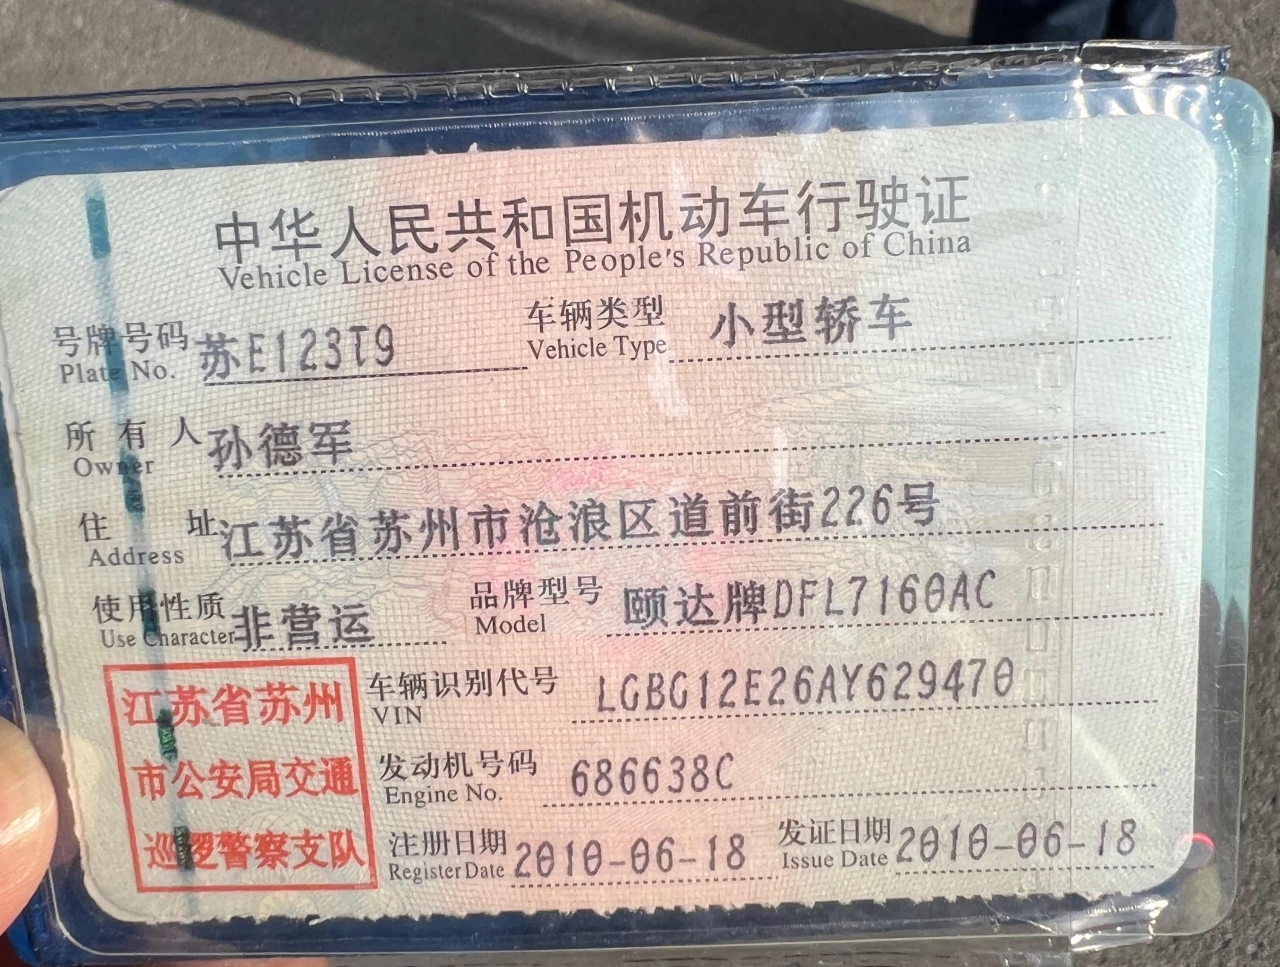 中华人民共和国机动车行驶证
Vehicle License of the People's Republic of China
号牌号码 苏E123T9 车辆类型 小型轿车
Plate No. Vehicle Type
所有人 孙德军
Owner
住址 江苏省苏州市沧浪区道前街226号
Address
使用性质 非营运 品牌型号 颐达牌DFL7160AC
Use Character Model
江苏省苏州
市公安局交通
巡逻警察支队
车辆识别代号 LGBG12E26AY629470
VIN
发动机号码 686638C
Engine No.
注册日期 2010-06-18 发证日期 2010-06-18
Register Date Issue Date